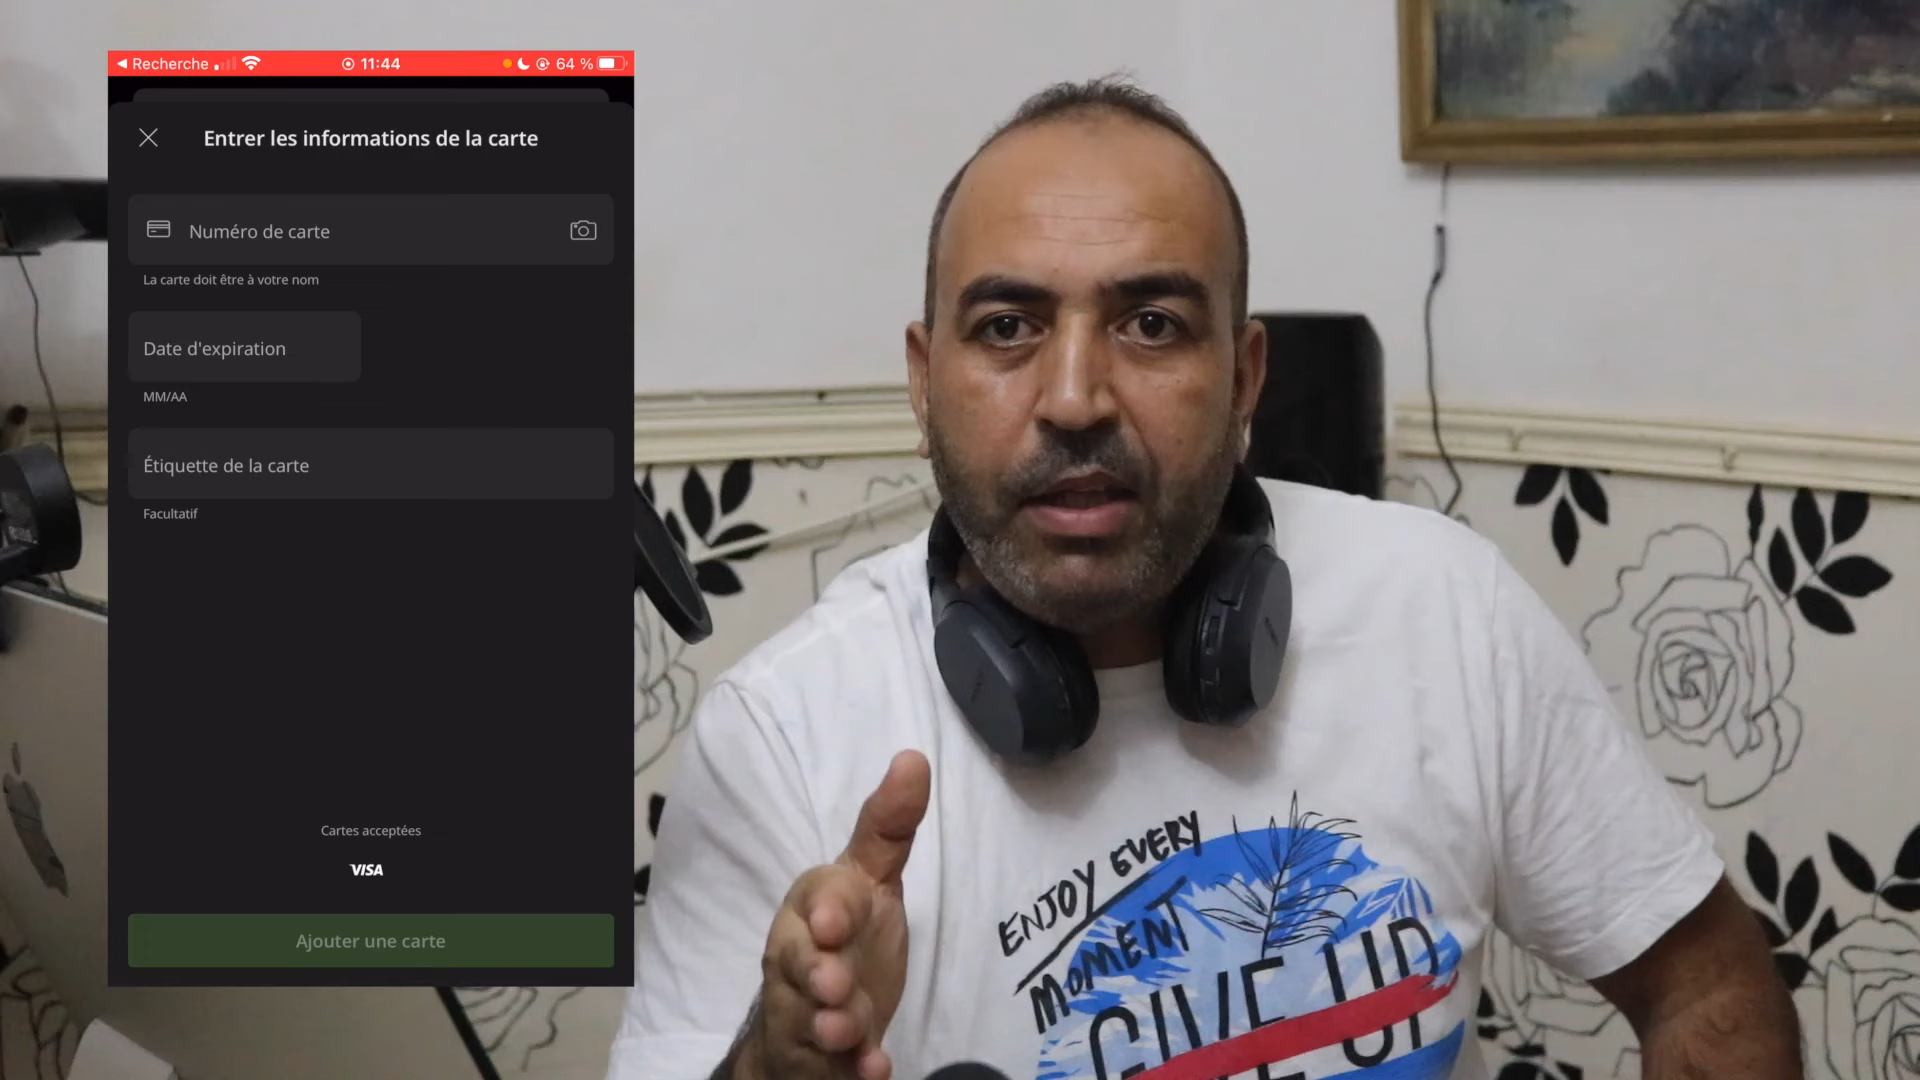 Recherche 11:44 64 %
Entrer les informations de la carte
Numéro de carte
La carte doit être à votre nom
Date d'expiration
MM/AA
Étiquette de la carte
Facultatif
Cartes acceptées
VISA
Ajouter une carte
ENJOY EVERY
MOMENT
GIVE UP